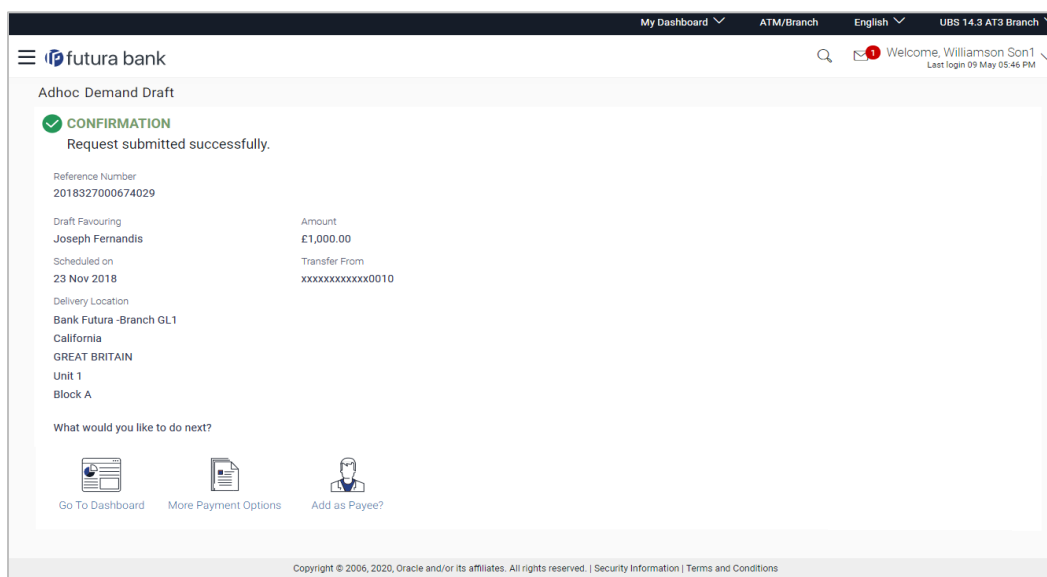 My Dashboard ATM/Branch English UBS 14.3 AT3 Branch
futura bank 1 Welcome, Williamson Son1
Last login 09 May 05:46 PM
Adhoc Demand Draft
CONFIRMATION
Request submitted successfully.
Reference Number
2018327000674029
Draft Favouring Amount
Joseph Fernandis £1,000.00
Scheduled on Transfer From
23 Nov 2018 xxxxxxxxxxxx0010
Delivery Location
Bank Futura -Branch GL1
California
GREAT BRITAIN
Unit 1
Block A
What would you like to do next?
Go To Dashboard More Payment Options Add as Payee?
Copyright © 2006, 2020, Oracle and/or its affiliates. All rights reserved. | Security Information | Terms and Conditions